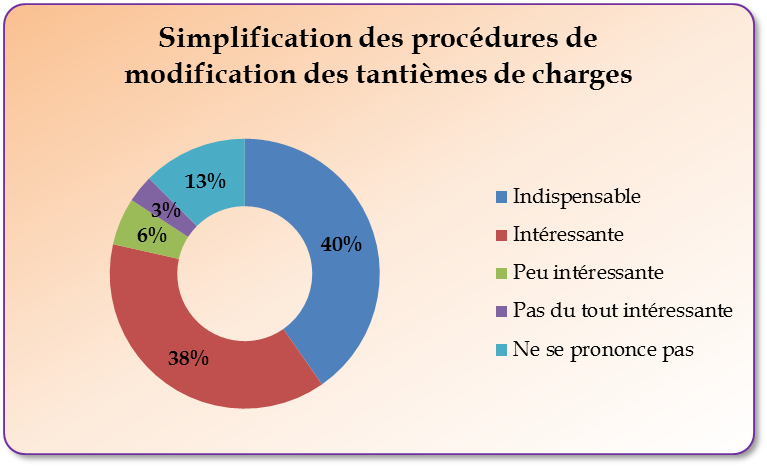 Simplification des procédures de
modification des tantièmes de charges
13%
3%
6%
40%
38%
Indispensable
Intéressante
Peu intéressante
Pas du tout intéressante
Ne se prononce pas